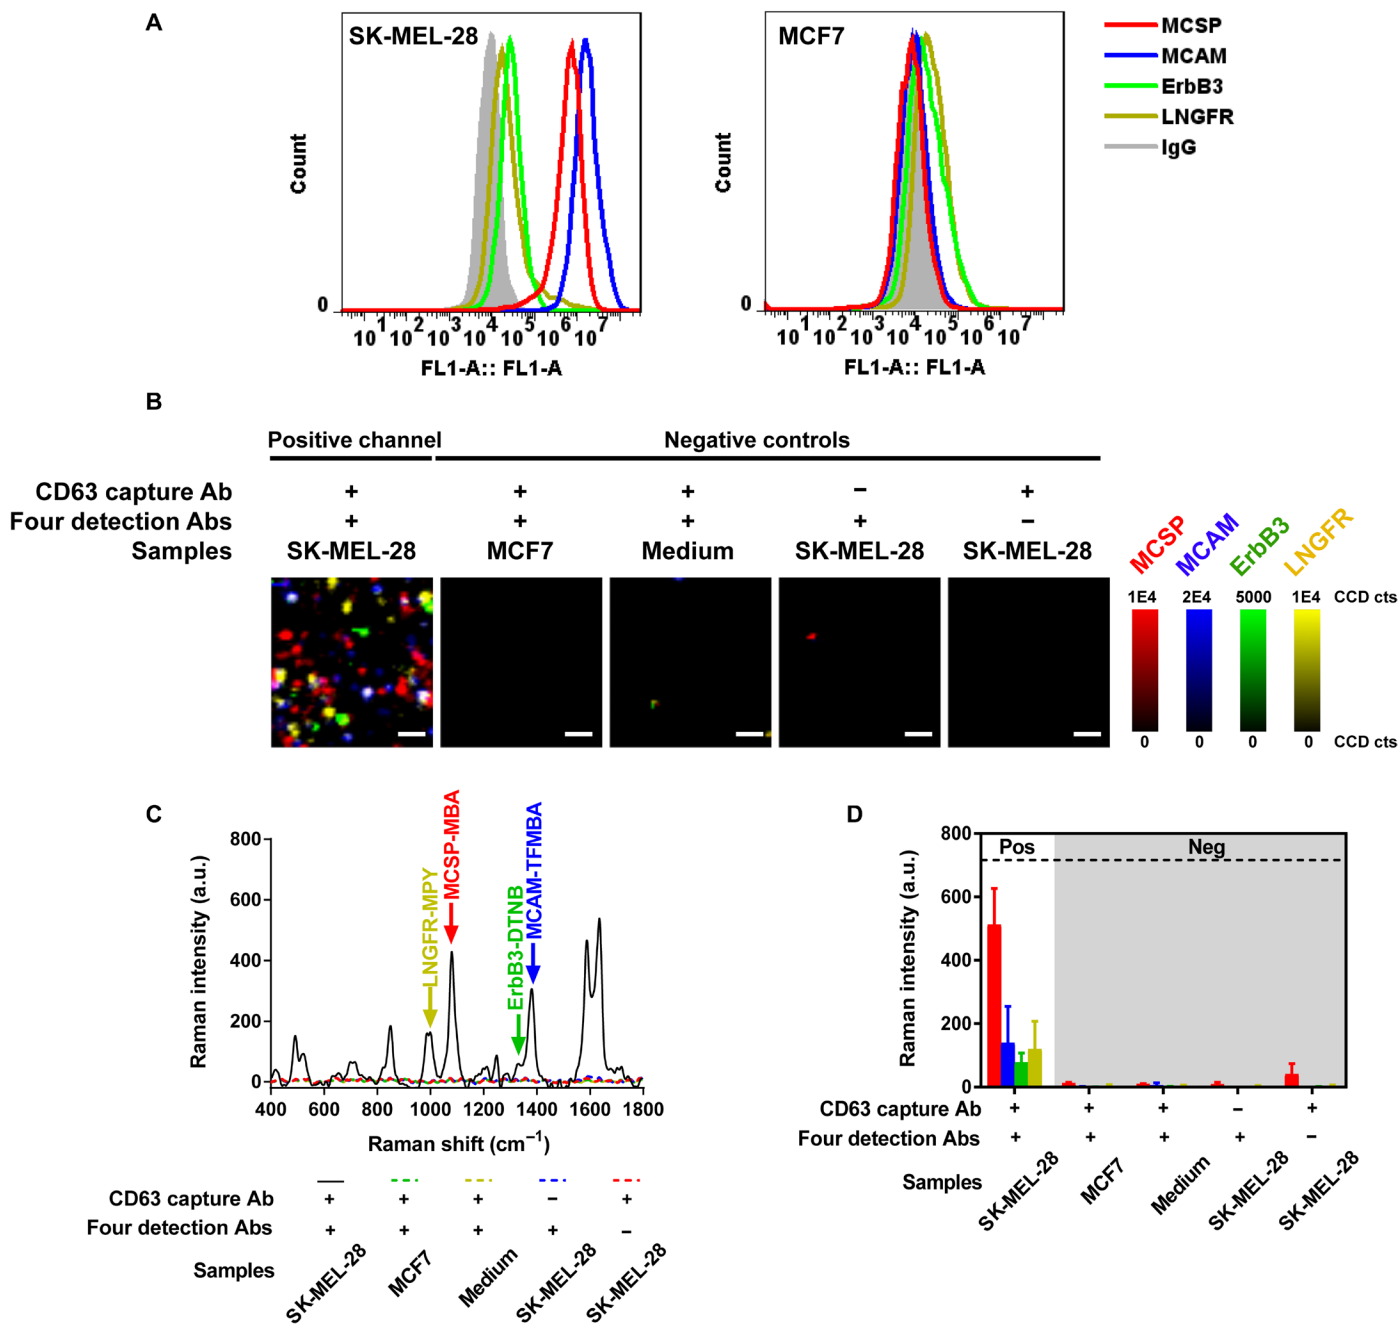 A
SK-MEL-28
Count
0
10^1 10^2 10^3 10^4 10^5 10^6 10^7
FL1-A:: FL1-A
MCF7
Count
0
10^1 10^2 10^3 10^4 10^5 10^6 10^7
FL1-A:: FL1-A
MCSP
MCAM
ErbB3
LNGFR
IgG
B
Positive channel Negative controls
CD63 capture Ab + + + − +
Four detection Abs + + + + −
Samples SK-MEL-28 MCF7 Medium SK-MEL-28 SK-MEL-28
MCSP MCAM ErbB3 LNGFR
1E4 2E4 5000 1E4 CCD cts
0 0 0 0 CCD cts
C
Raman intensity (a.u.)
800
600
400
200
0
LNGFR-MPY
MCSP-MBA
ErbB3-DTNB
MCAM-TFMBA
400 600 800 1000 1200 1400 1600 1800
Raman shift (cm−1)
CD63 capture Ab + + + − +
Four detection Abs + + + + −
Samples SK-MEL-28 MCF7 Medium SK-MEL-28 SK-MEL-28
D
Raman intensity (a.u.)
800
600
400
200
0
Pos Neg
CD63 capture Ab + + + − +
Four detection Abs + + + + −
Samples SK-MEL-28 MCF7 Medium SK-MEL-28 SK-MEL-28